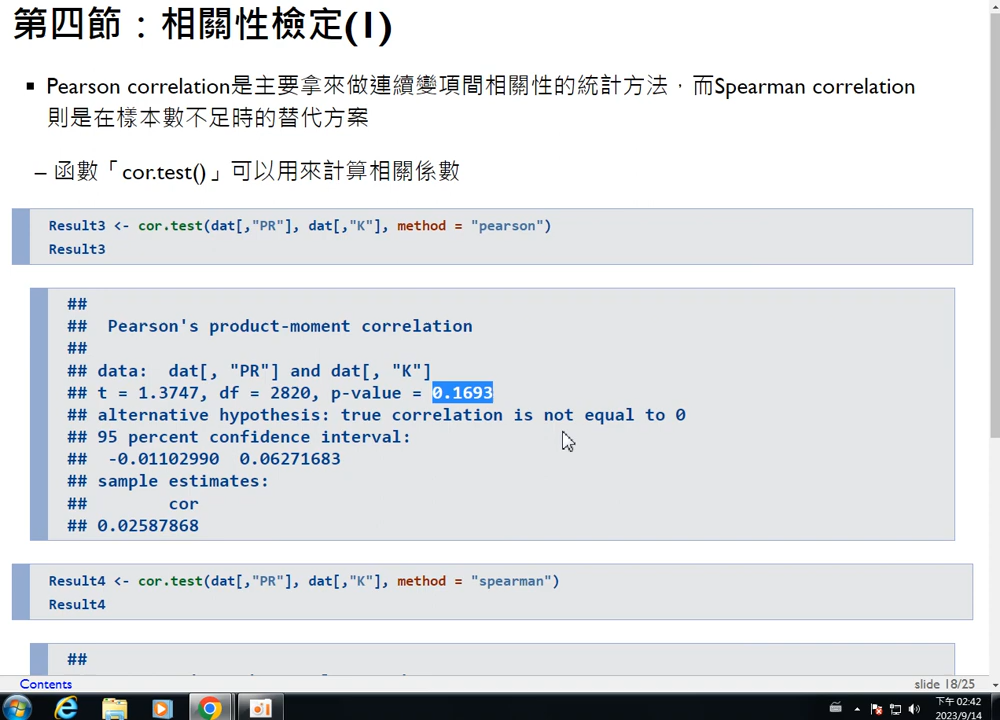 第四節：相關性檢定(1)
▪ Pearson correlation是主要拿來做連續變項間相關性的統計方法，而Spearman correlation
則是在樣本數不足時的替代方案
– 函數「cor.test()」可以用來計算相關係數
Result3 <- cor.test(dat[,"PR"], dat[,"K"], method = "pearson")
Result3
##
## Pearson's product-moment correlation
##
## data: dat[, "PR"] and dat[, "K"]
## t = 1.3747, df = 2820, p-value = 0.1693
## alternative hypothesis: true correlation is not equal to 0
## 95 percent confidence interval:
## -0.01102990 0.06271683
## sample estimates:
## cor
## 0.02587868
Result4 <- cor.test(dat[,"PR"], dat[,"K"], method = "spearman")
Result4
##
Contents
slide 18/25
下午 02:42
2023/9/14